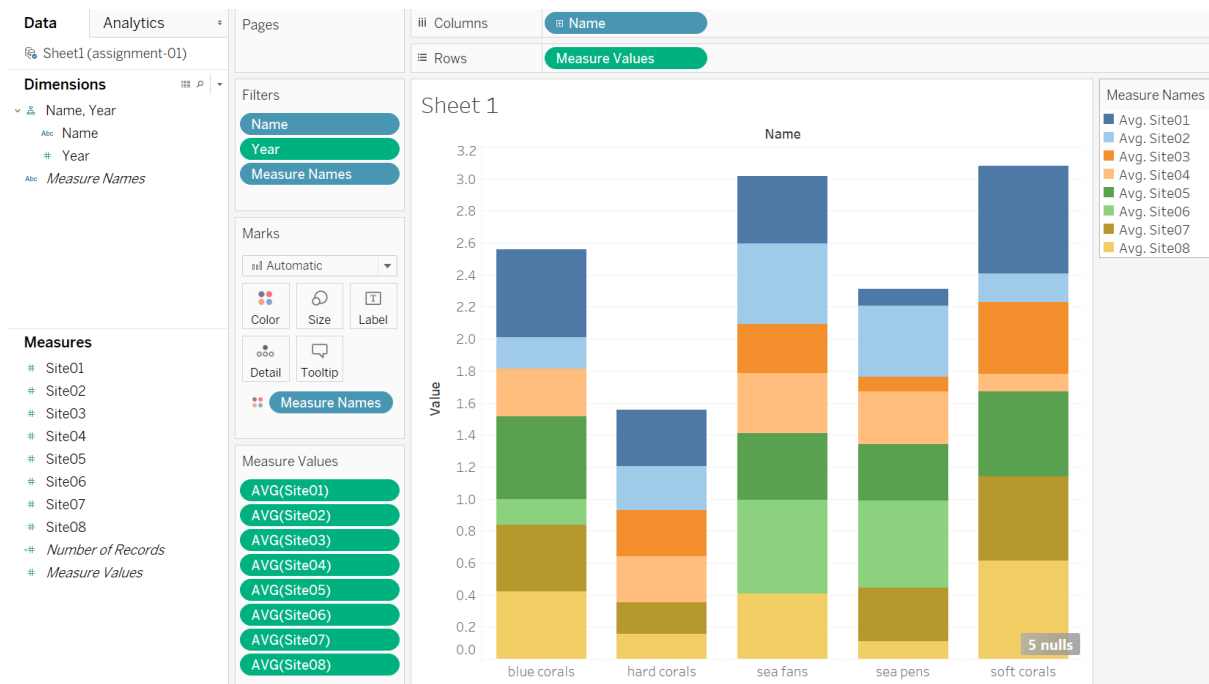 Data
Analytics
Sheet1 (assignment-01)
Dimensions
Name, Year
Abc Name
# Year
Abc Measure Names
Measures
# Site01
# Site02
# Site03
# Site04
# Site05
# Site06
# Site07
# Site08
=# Number of Records
# Measure Values
Pages
Filters
Name
Year
Measure Names
Marks
Automatic
Color
Size
T
Label
Detail
Tooltip
Measure Names
Measure Values
AVG(Site01)
AVG(Site02)
AVG(Site03)
AVG(Site04)
AVG(Site05)
AVG(Site06)
AVG(Site07)
AVG(Site08)
Columns
Name
Rows
Measure Values
Sheet 1
Name
Value
3.2
3.0
2.8
2.6
2.4
2.2
2.0
1.8
1.6
1.4
1.2
1.0
0.8
0.6
0.4
0.2
0.0
5 nulls
blue corals hard corals sea fans sea pens soft corals
Measure Names
Avg. Site01
Avg. Site02
Avg. Site03
Avg. Site04
Avg. Site05
Avg. Site06
Avg. Site07
Avg. Site08